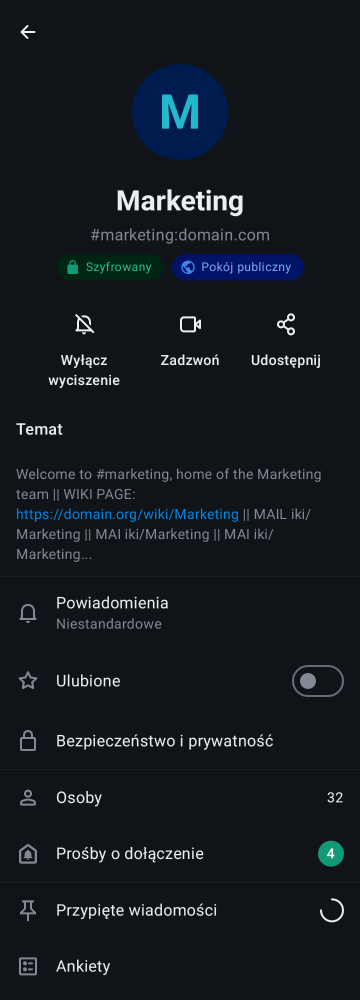 M
Marketing
#marketing:domain.com
Szyfrowany
Pokój publiczny
Wyłącz
wyciszenie
Zadzwoń
Udostępnij
Temat
Welcome to #marketing, home of the Marketing
team || WIKI PAGE:
https://domain.org/wiki/Marketing || MAIL iki/
Marketing || MAI iki/Marketing || MAI iki/
Marketing...
Powiadomienia
Niestandardowe
Ulubione
Bezpieczeństwo i prywatność
Osoby 32
Prośby o dołączenie 4
Przypięte wiadomości
Ankiety